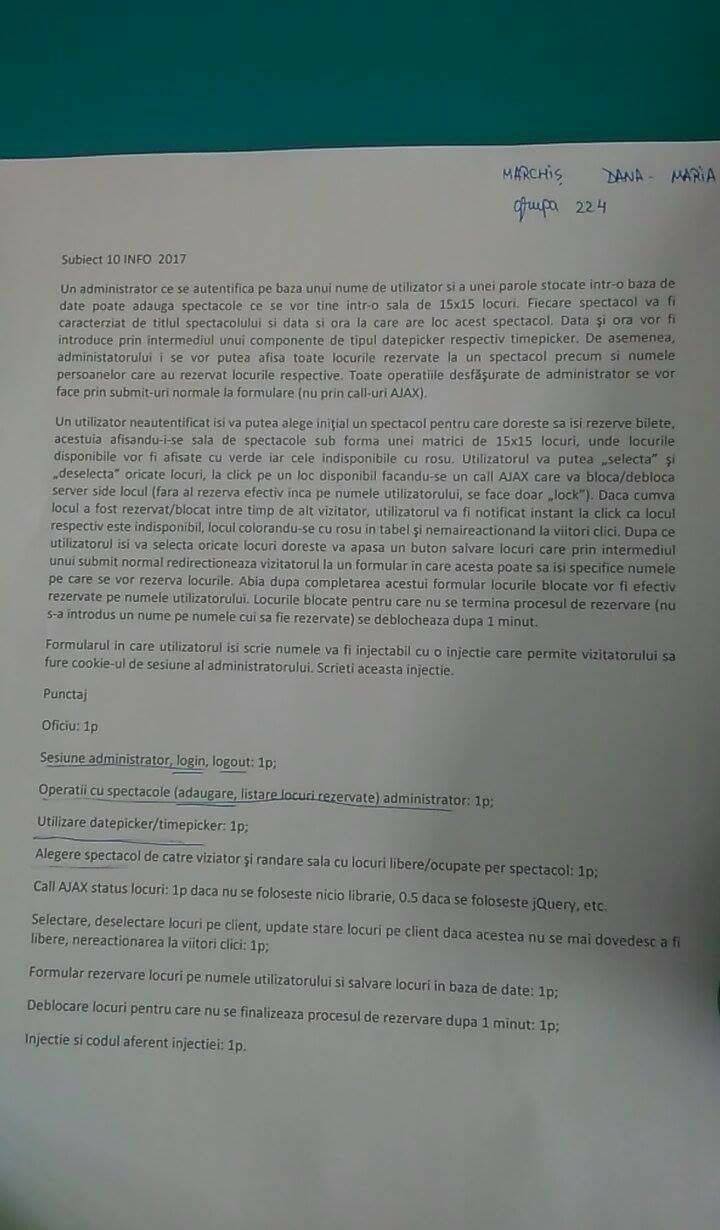 MARCHIȘ DANA - MARIA
grupa 224
Subiect 10 INFO 2017
Un administrator ce se autentifica pe baza unui nume de utilizator si a unei parole stocate intr-o baza de
date poate adauga spectacole ce se vor tine intr-o sala de 15x15 locuri. Fiecare spectacol va fi
caracterziat de titlul spectacolului si data si ora la care are loc acest spectacol. Data și ora vor fi
introduce prin intermediul unui componente de tipul datepicker respectiv timepicker. De asemenea,
administatorului i se vor putea afisa toate locurile rezervate la un spectacol precum si numele
persoanelor care au rezervat locurile respective. Toate operatiile desfășurate de administrator se vor
face prin submit-uri normale la formulare (nu prin call-uri AJAX).
Un utilizator neautentificat isi va putea alege inițial un spectacol pentru care doreste sa isi rezerve bilete,
acestuia afisandu-i-se sala de spectacole sub forma unei matrici de 15x15 locuri, unde locurile
disponibile vor fi afisate cu verde iar cele indisponibile cu rosu. Utilizatorul va putea „selecta” și
„deselecta” oricate locuri, la click pe un loc disponibil facandu-se un call AJAX care va bloca/debloca
server side locul (fara al rezerva efectiv inca pe numele utilizatorului, se face doar „lock”). Daca cumva
locul a fost rezervat/blocat intre timp de alt vizitator, utilizatorul va fi notificat instant la click ca locul
respectiv este indisponibil, locul colorandu-se cu rosu in tabel și nemaireactionand la viitori clici. Dupa ce
utilizatorul isi va selecta oricate locuri doreste va apasa un buton salvare locuri care prin intermediul
unui submit normal redirectioneaza vizitatorul la un formular in care acesta poate sa isi specifice numele
pe care se vor rezerva locurile. Abia dupa completarea acestui formular locurile blocate vor fi efectiv
rezervate pe numele utilizatorului. Locurile blocate pentru care nu se termina procesul de rezervare (nu
s-a introdus un nume pe numele cui sa fie rezervate) se deblocheaza dupa 1 minut.
Formularul in care utilizatorul isi scrie numele va fi injectabil cu o injectie care permite vizitatorului sa
fure cookie-ul de sesiune al administratorului. Scrieti aceasta injectie.
Punctaj
Oficiu: 1p
Sesiune administrator, login, logout: 1p;
Operatii cu spectacole (adaugare, listare locuri rezervate) administrator: 1p;
Utilizare datepicker/timepicker: 1p;
Alegere spectacol de catre viziator și randare sala cu locuri libere/ocupate per spectacol: 1p;
Call AJAX status locuri: 1p daca nu se foloseste nicio librarie, 0.5 daca se foloseste jQuery, etc.
Selectare, deselectare locuri pe client, update stare locuri pe client daca acestea nu se mai dovedesc a fi
libere, nereactionarea la viitori clici: 1p;
Formular rezervare locuri pe numele utilizatorului si salvare locuri in baza de date: 1p;
Deblocare locuri pentru care nu se finalizeaza procesul de rezervare dupa 1 minut: 1p;
Injectie si codul aferent injectiei: 1p.